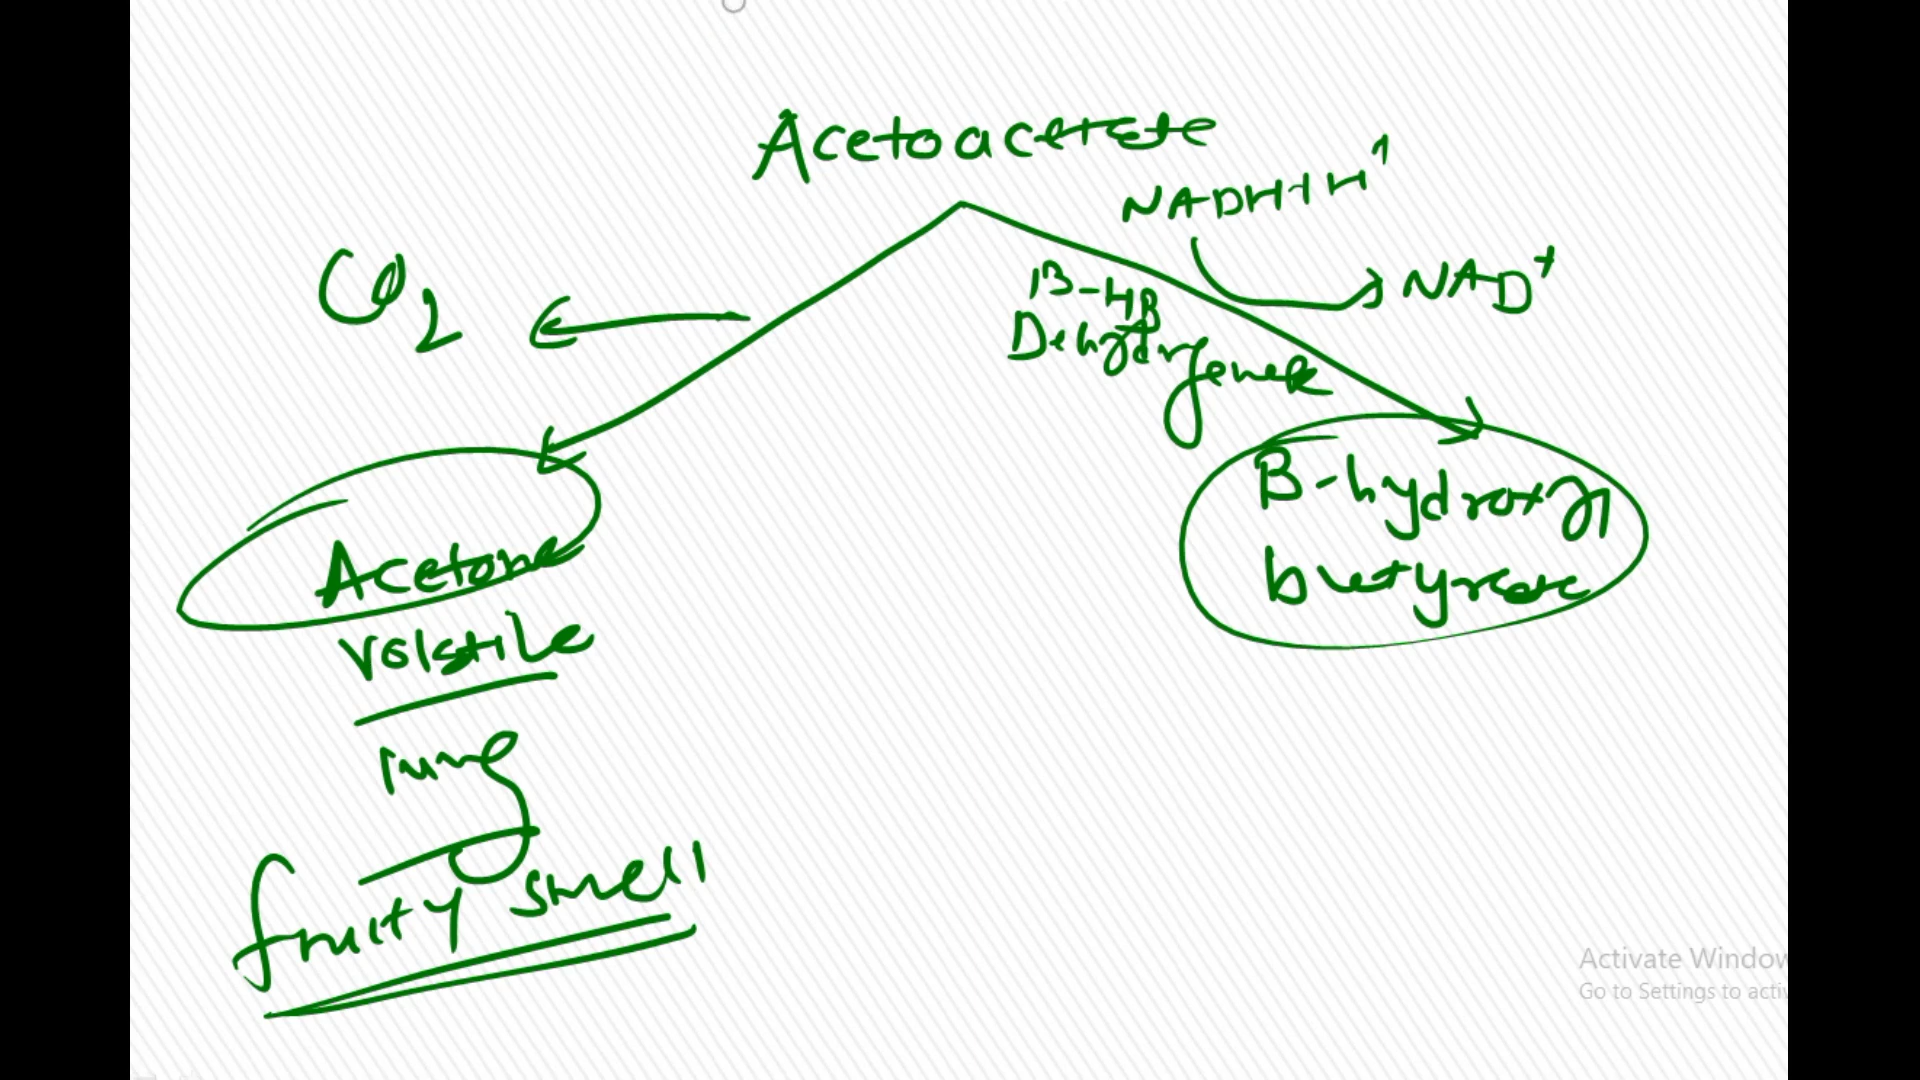 Acetoacetate
NADH+H+
CO2
B-HB
NAD+
Dehydrogenase
B-hydroxy
butyrate
Acetone
volatile
lung
fruity smell
Activate Window
Go to Settings to activ